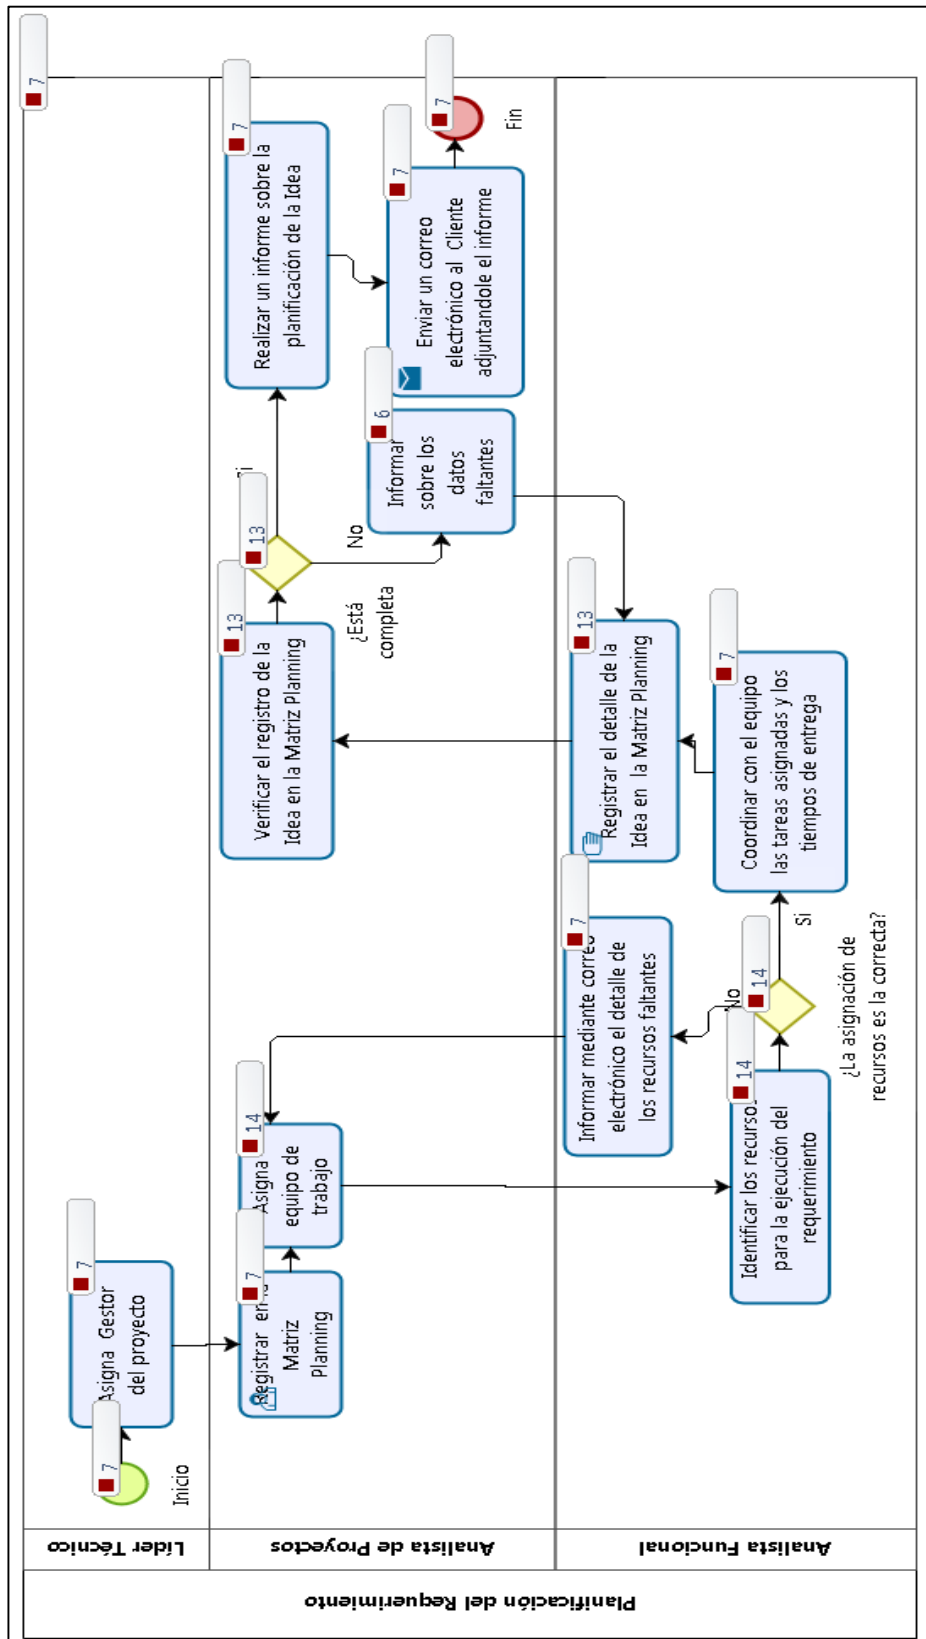 Planificación del Requerimiento
Líder Técnico
Inicio
7
Asigna Gestor
del proyecto
7
7
Analista de Proyectos
Registrar en la
Matriz
Planning
7
Asigna
equipo de
trabajo
14
Verificar el registro de la
Idea en la Matriz Planning
13
¿Está
completa
13
No
Realizar un informe sobre la
planificación de la Idea
7
Informar
sobre los
datos
faltantes
6
Enviar un correo
electrónico al Cliente
adjuntandole el informe
7
7
Fin
Analista Funcional
Identificar los recursos
para la ejecución del
requerimiento
14
¿La asignación de
recursos es la correcta?
14
No
Si
Informar mediante correo
electrónico el detalle de
los recursos faltantes
7
Registrar el detalle de la
Idea en la Matriz Planning
13
Coordinar con el equipo
las tareas asignadas y los
tiempos de entrega
7